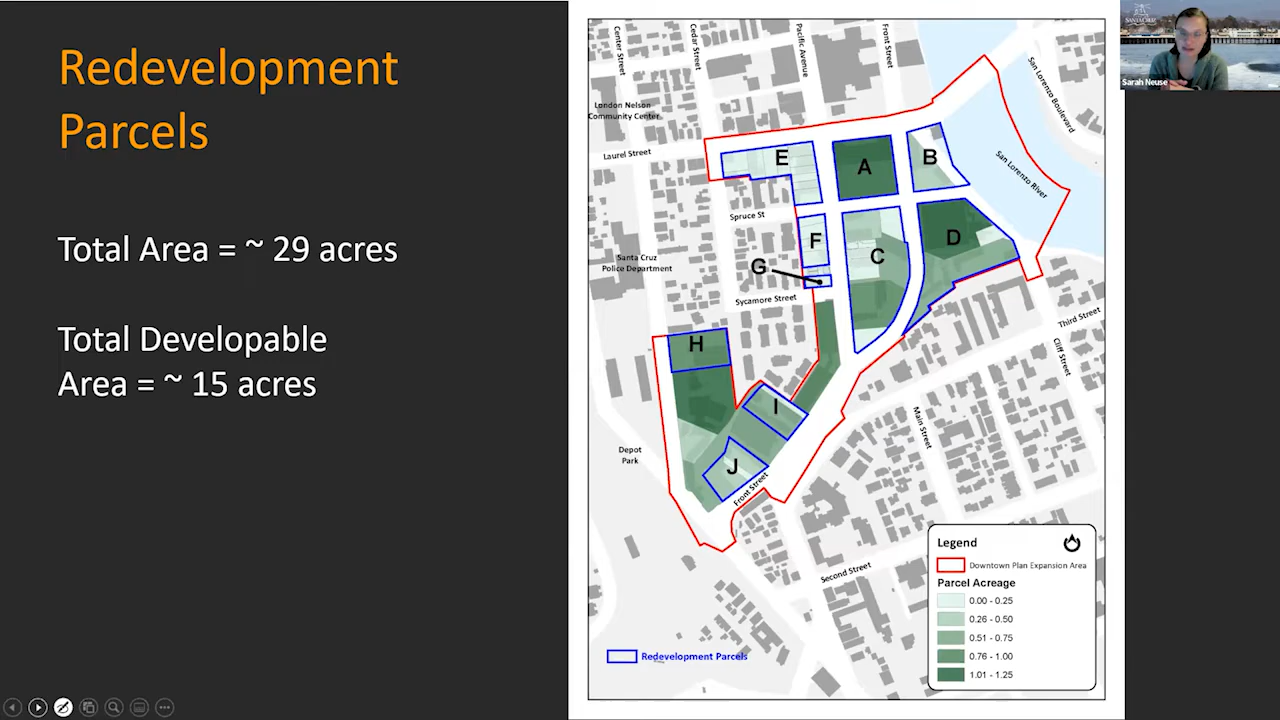 Redevelopment
Parcels
Total Area = ~ 29 acres
Total Developable
Area = ~ 15 acres
Center Street
Cedar Street
Pacific Avenue
Front Street
San Lorenzo Boulevard
London Nelson
Community Center
Laurel Street
E
A
B
San Lorenzo River
Spruce St
F
C
D
Santa Cruz
Police Department
G
Sycamore Street
Third Street
Cliff Street
H
I
Main Street
Depot
Park
J
Front Street
Second Street
Legend
Downtown Plan Expansion Area
Parcel Acreage
0.00 - 0.25
0.26 - 0.50
0.51 - 0.75
0.76 - 1.00
1.01 - 1.25
Redevelopment Parcels
SANTA CRUZ
Sarah Neuse